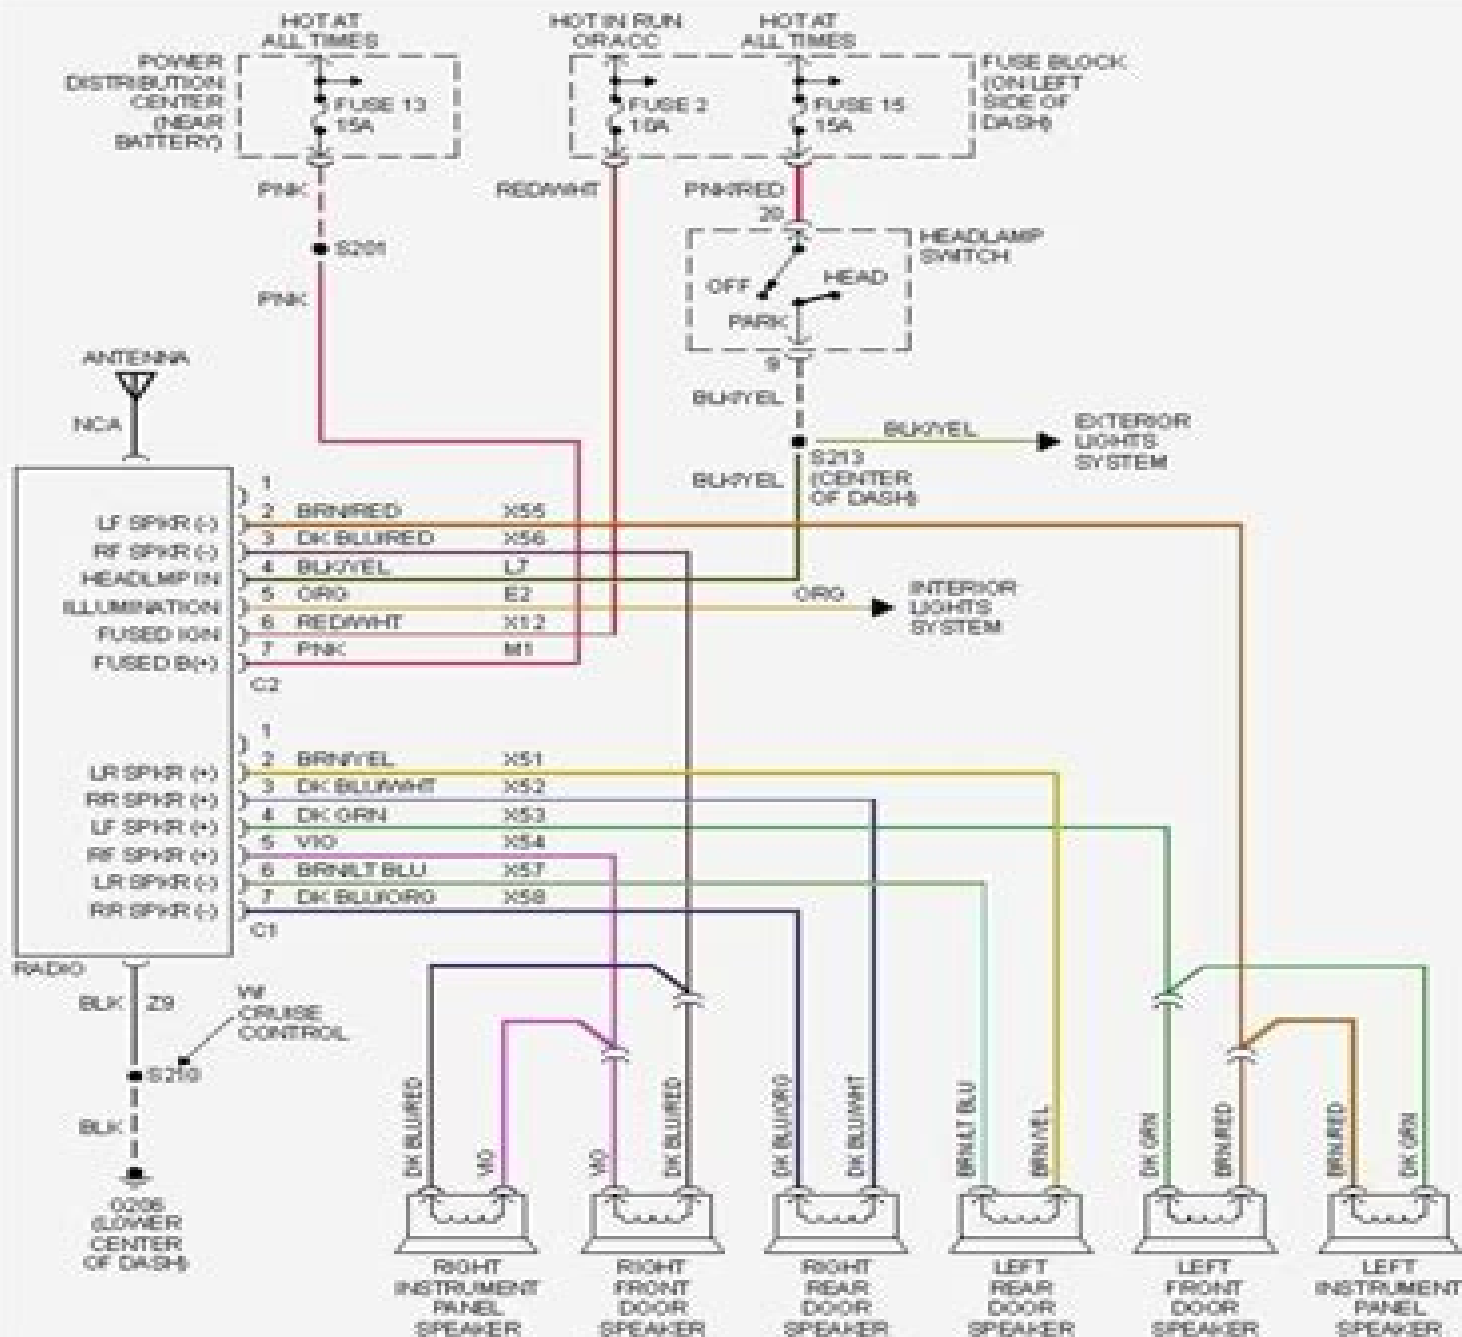 HOT AT
ALL TIMES
HOT IN RUN
OR ACC
HOT AT
ALL TIMES
POWER
DISTRIBUTION
CENTER
(NEAR
BATTERY)
FUSE 13
15A
FUSE 2
10A
FUSE 15
15A
FUSE BLOCK
(ON LEFT
SIDE OF
DASH)
PNK
RED/WHT
PNK/RED
20
S201
HEADLAMP
SWITCH
OFF
HEAD
PARK
PNK
9
ANTENNA
NCA
BLK/YEL
BLK/YEL
EXTERIOR
LIGHTS
SYSTEM
S213
(CENTER
OF DASH)
BLK/YEL
1
LF SPKR (-)
2 BRN/RED X55
RF SPKR (-)
3 DK BLU/RED X56
HEADLMP IN
4 BLK/YEL L7
ILLUMINATION
5 ORG E2
ORG
INTERIOR
LIGHTS
SYSTEM
FUSED IGN
6 RED/WHT X12
FUSED B(+)
7 PNK M1
C2
1
LR SPKR (+)
2 BRN/YEL X51
RR SPKR (+)
3 DK BLU/WHT X52
LF SPKR (+)
4 DK GRN X53
RF SPKR (+)
5 VIO X54
LR SPKR (-)
6 BRN/LT BLU X57
RR SPKR (-)
7 DK BLU/ORG X58
C1
RADIO
BLK Z9
W/
CRUISE
CONTROL
S210
BLK
G206
(LOWER
CENTER
OF DASH)
DK BLU/RED
VIO
VIO
DK BLU/RED
DK BLU/ORG
DK BLU/WHT
BRN/LT BLU
BRN/YEL
DK GRN
BRN/RED
BRN/RED
DK GRN
RIGHT
INSTRUMENT
PANEL
SPEAKER
RIGHT
FRONT
DOOR
SPEAKER
RIGHT
REAR
DOOR
SPEAKER
LEFT
REAR
DOOR
SPEAKER
LEFT
FRONT
DOOR
SPEAKER
LEFT
INSTRUMENT
PANEL
SPEAKER